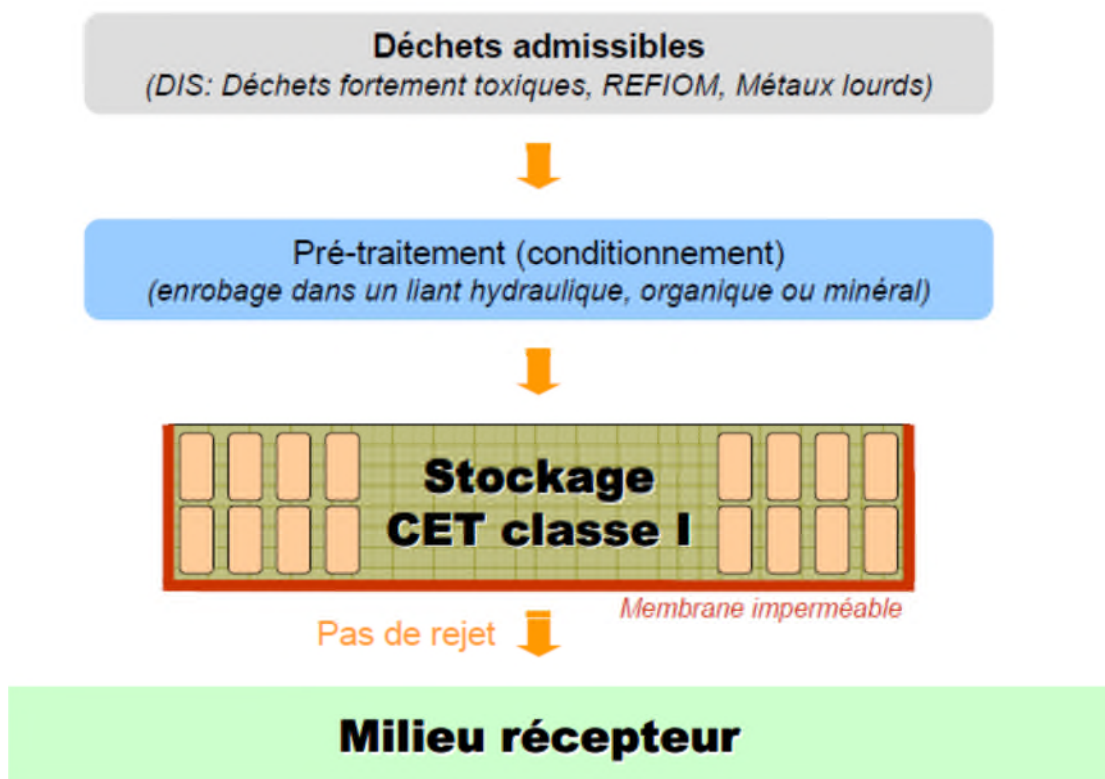 Déchets admissibles
(DIS: Déchets fortement toxiques, REFIOM, Métaux lourds)
Pré-traitement (conditionnement)
(enrobage dans un liant hydraulique, organique ou minéral)
Stockage
CET classe I
Membrane imperméable
Pas de rejet
Milieu récepteur